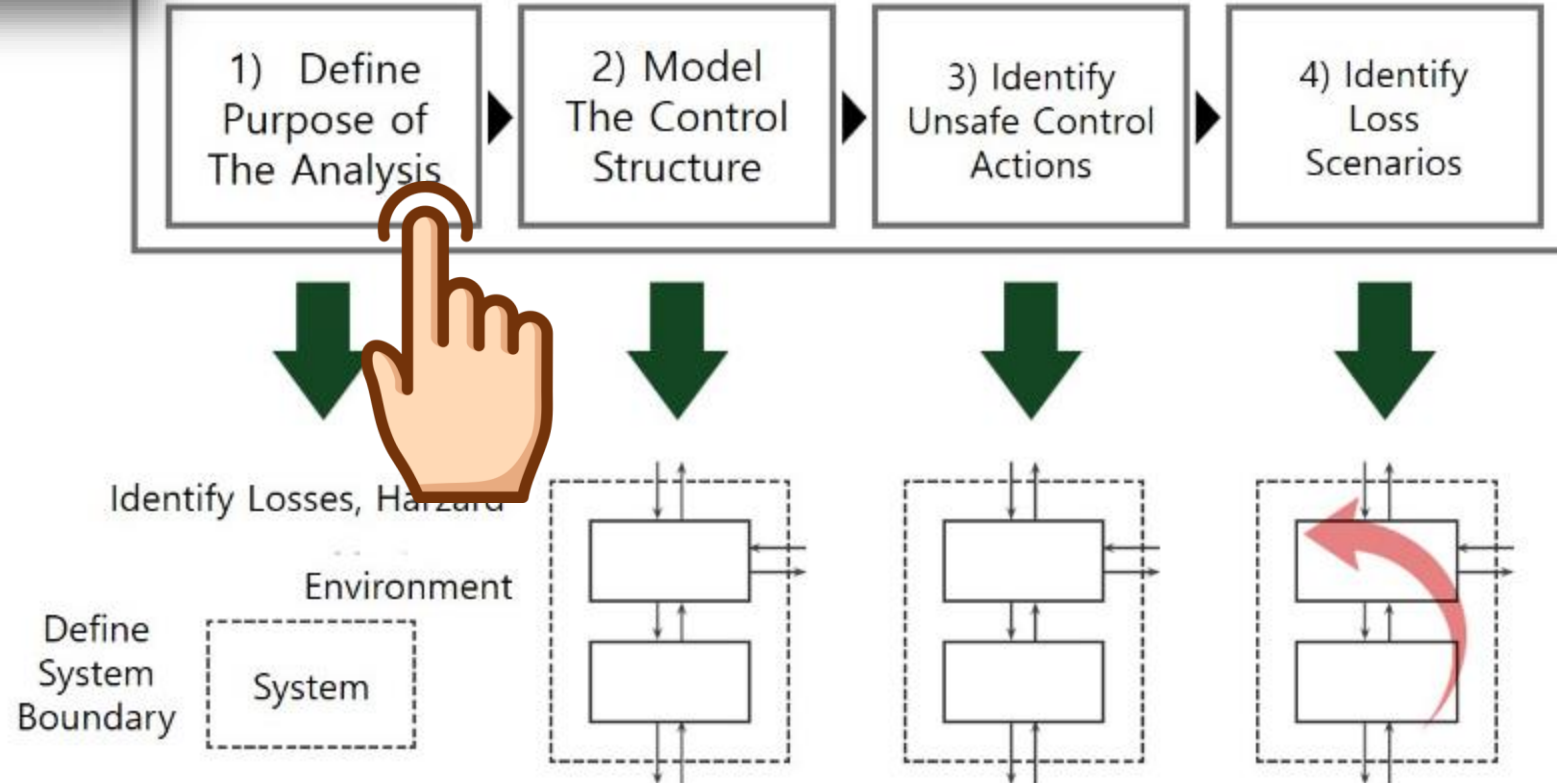 1) Define
Purpose of
The Analysis
2) Model
The Control
Structure
3) Identify
Unsafe Control
Actions
4) Identify
Loss
Scenarios
Identify Losses, Harzard
Environment
Define
System
Boundary
System